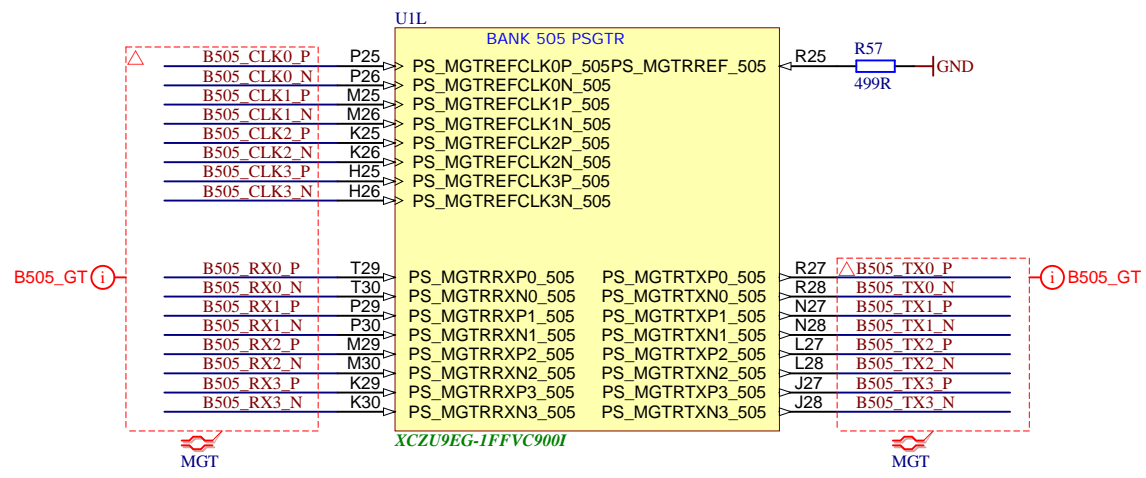 U1L
BANK 505 PSGTR
B505_CLK0_P P25 PS_MGTREFCLK0P_505 PS_MGTRREF_505 R25 R57 GND
499R
B505_CLK0_N P26 PS_MGTREFCLK0N_505
B505_CLK1_P M25 PS_MGTREFCLK1P_505
B505_CLK1_N M26 PS_MGTREFCLK1N_505
B505_CLK2_P K25 PS_MGTREFCLK2P_505
B505_CLK2_N K26 PS_MGTREFCLK2N_505
B505_CLK3_P H25 PS_MGTREFCLK3P_505
B505_CLK3_N H26 PS_MGTREFCLK3N_505
B505_GT i
B505_RX0_P T29 PS_MGTRRXP0_505 PS_MGTRTXP0_505 R27 B505_TX0_P
B505_RX0_N T30 PS_MGTRRXN0_505 PS_MGTRTXN0_505 R28 B505_TX0_N
B505_RX1_P P29 PS_MGTRRXP1_505 PS_MGTRTXP1_505 N27 B505_TX1_P
B505_RX1_N P30 PS_MGTRRXN1_505 PS_MGTRTXN1_505 N28 B505_TX1_N
B505_RX2_P M29 PS_MGTRRXP2_505 PS_MGTRTXP2_505 L27 B505_TX2_P
B505_RX2_N M30 PS_MGTRRXN2_505 PS_MGTRTXN2_505 L28 B505_TX2_N
B505_RX3_P K29 PS_MGTRRXP3_505 PS_MGTRTXP3_505 J27 B505_TX3_P
B505_RX3_N K30 PS_MGTRRXN3_505 PS_MGTRTXN3_505 J28 B505_TX3_N
i B505_GT
XCZU9EG-1FFVC900I
MGT
MGT